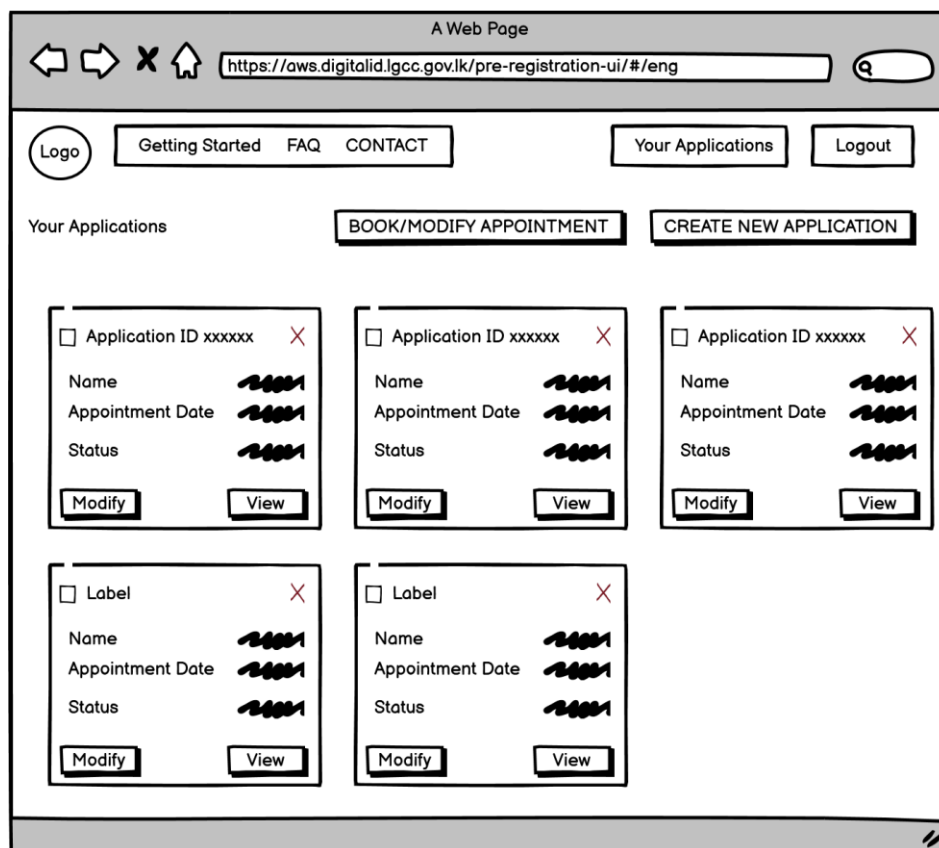 A Web Page
https://aws.digitalid.lgcc.gov.lk/pre-registration-ui/#/eng
Logo Getting Started FAQ CONTACT Your Applications Logout
Your Applications BOOK/MODIFY APPOINTMENT CREATE NEW APPLICATION
Application ID xxxxxx
Name
Appointment Date
Status
Modify View
Application ID xxxxxx
Name
Appointment Date
Status
Modify View
Application ID xxxxxx
Name
Appointment Date
Status
Modify View
Label
Name
Appointment Date
Status
Modify View
Label
Name
Appointment Date
Status
Modify View